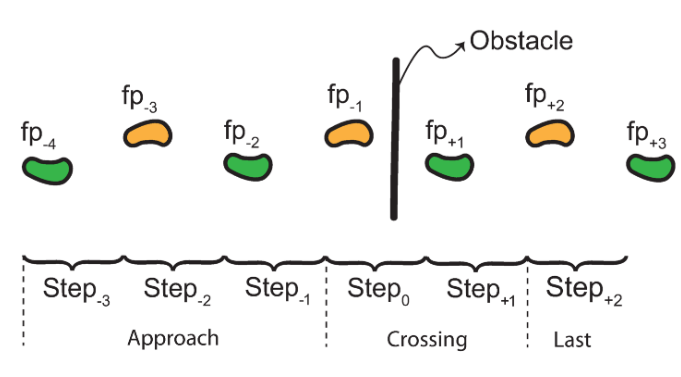 Obstacle
fp-4
fp-3
fp-2
fp-1
fp+1
fp+2
fp+3
Step-3 Step-2 Step-1 Step0 Step+1 Step+2
Approach Crossing Last